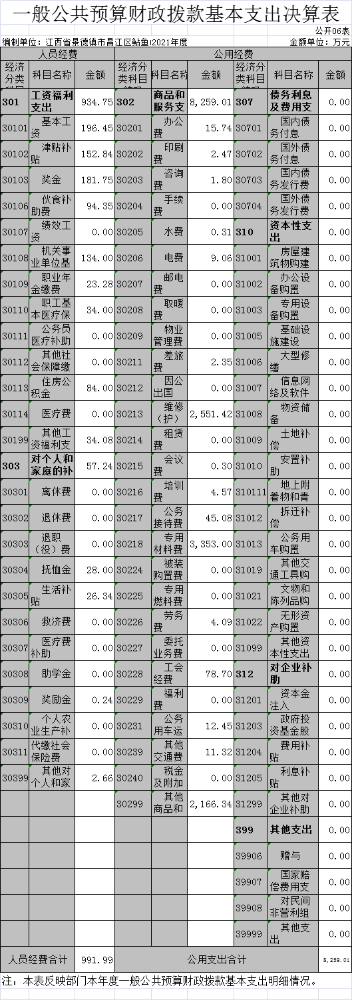 一般公共预算财政拨款基本支出决算表
公开06表
编制单位：江西省景德镇市昌江区鲇鱼I2021年度 金额单位：万元
人员经费 公用经费
经济分类科目 科目名称 金额 经济分类科目 科目名称 金额 经济分类科目 科目名称 金额
301 工资福利支出 934.75 302 商品和服务支 8,259.01 307 债务利息及费用支 0.00
30101 基本工资 196.45 30201 办公费 15.74 30701 国内债务付息 0.00
30102 津贴补贴 152.84 30202 印刷费 2.47 30702 国外债务付息 0.00
30103 奖金 181.75 30203 咨询费 1.80 30703 国内债务发行费 0.00
30106 伙食补助费 94.35 30204 手续费 0.00 30704 国外债务发行费 0.00
30107 绩效工资 0.00 30205 水费 0.31 310 资本性支出 0.00
30108 机关事业单位基 134.00 30206 电费 9.06 31001 房屋建筑物购建 0.00
30109 职业年金缴费 23.28 30207 邮电费 0.00 31002 办公设备购置 0.00
30110 职工基本医疗保 34.00 30208 取暖费 0.00 31003 专用设备购置 0.00
30111 公务员医疗补助 0.00 30209 物业管理费 0.00 31005 基础设施建设 0.00
30112 其他社会保障缴 0.00 30211 差旅费 2.35 31006 大型修缮 0.00
30113 住房公积金 84.00 30212 因公出国 0.00 31007 信息网络及软件 0.00
30114 医疗费 0.00 30213 维修（护） 2,551.42 31008 物资储备 0.00
30199 其他工资福利支 34.08 30214 租赁费 0.00 31009 土地补偿 0.00
303 对个人和家庭的补 57.24 30215 会议费 0.30 31010 安置补助 0.00
30301 离休费 0.00 30216 培训费 4.57 310111 地上附着物和青 0.00
30302 退休费 0.00 30217 公务接待费 45.08 31012 拆迁补偿 0.00
30303 退职（役）费 0.00 30218 专用材料费 3,353.00 31013 公务用车购置 0.00
30304 抚恤金 28.00 30224 被装购置费 0.00 31019 其他交通工具购 0.00
30305 生活补贴 26.34 30225 专用燃料费 0.00 31021 文物和陈列品购 0.00
30306 救济费 0.00 30226 劳务费 4.09 31022 无形资产购置 0.00
30307 医疗费补助 0.00 30227 委托业务费 0.00 31099 其他资本性支出 0.00
30308 助学金 0.00 30228 工会经费 78.70 312 对企业补助 0.00
30309 奖励金 0.24 30229 福利费 0.00 31201 资本金注入 0.00
30310 个人农业生产补 0.00 30231 公务用车运 12.45 31203 政府投资基金股 0.00
30311 代缴社会保险费 0.00 30239 其他交通费 11.32 31204 费用补贴 0.00
30399 其他对个人和家 2.66 30240 税金及附加 0.00 31205 利息补贴 0.00
30299 其他商品和 2,166.34 31299 其他对企业补助 0.00
399 其他支出 0.00
39906 赠与 0.00
39907 国家赔偿费用支 0.00
39908 对民间非营利组 0.00
39999 其他支出 0.00
人员经费合计 991.99 公用支出合计 8,259.01
注：本表反映部门本年度一般公共预算财政拨款基本支出明细情况。